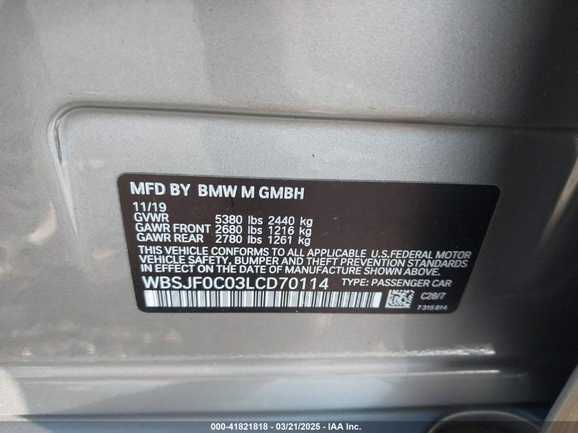 MFD BY BMW M GMBH
11/19
GVWR 5380 lbs 2440 kg
GAWR FRONT 2680 lbs 1216 kg
GAWR REAR 2780 lbs 1261 kg
THIS VEHICLE CONFORMS TO ALL APPLICABLE U.S.FEDERAL MOTOR
VEHICLE SAFETY, BUMPER AND THEFT PREVENTION STANDARDS
IN EFFECT ON THE DATE OF MANUFACTURE SHOWN ABOVE.
WBSJF0C03LCD70114 TYPE: PASSENGER CAR
C28/7
7 315 814
000-41821818 — 03/21/2025 — IAA Inc.